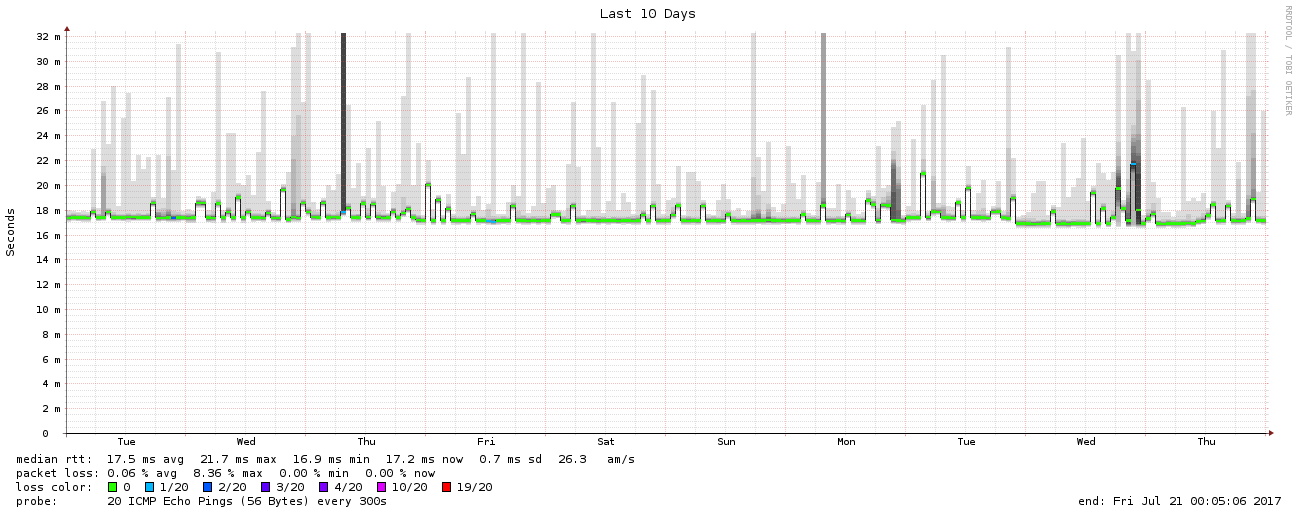 Last 10 Days
RRDTOOL / TOBI OETIKER
Seconds
32 m
30 m
28 m
26 m
24 m
22 m
20 m
18 m
16 m
14 m
12 m
10 m
8 m
6 m
4 m
2 m
0
Tue Wed Thu Fri Sat Sun Mon Tue Wed Thu
median rtt: 17.5 ms avg 21.7 ms max 16.9 ms min 17.2 ms now 0.7 ms sd 26.3 am/s
packet loss: 0.06 % avg 8.36 % max 0.00 % min 0.00 % now
loss color: 0 1/20 2/20 3/20 4/20 10/20 19/20
probe: 20 ICMP Echo Pings (56 Bytes) every 300s end: Fri Jul 21 00:05:06 2017